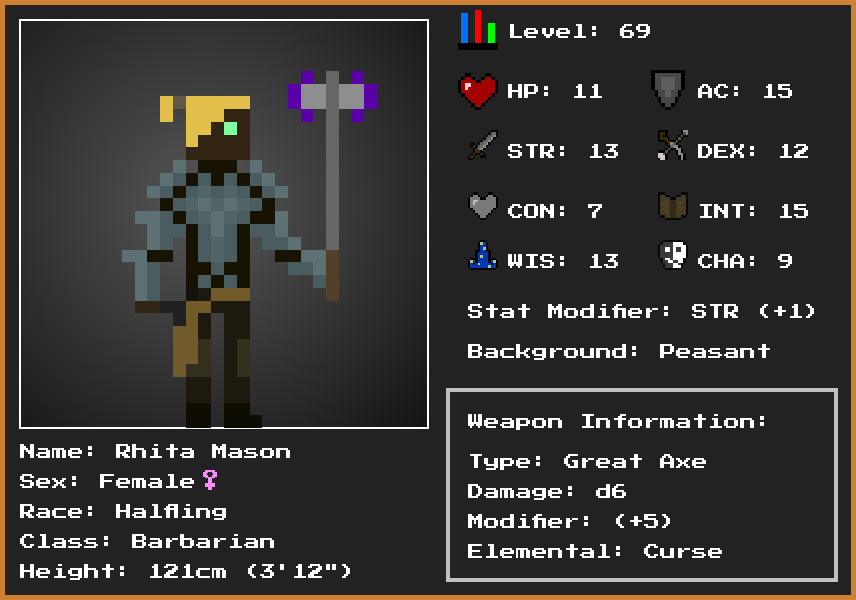 Level: 69
HP: 11 AC: 15
STR: 13 DEX: 12
CON: 7 INT: 15
WIS: 13 CHA: 9
Stat Modifier: STR (+1)
Background: Peasant
Weapon Information:
Type: Great Axe
Damage: d6
Modifier: (+5)
Elemental: Curse
Name: Rhita Mason
Sex: Female♀
Race: Halfling
Class: Barbarian
Height: 121cm (3'12")